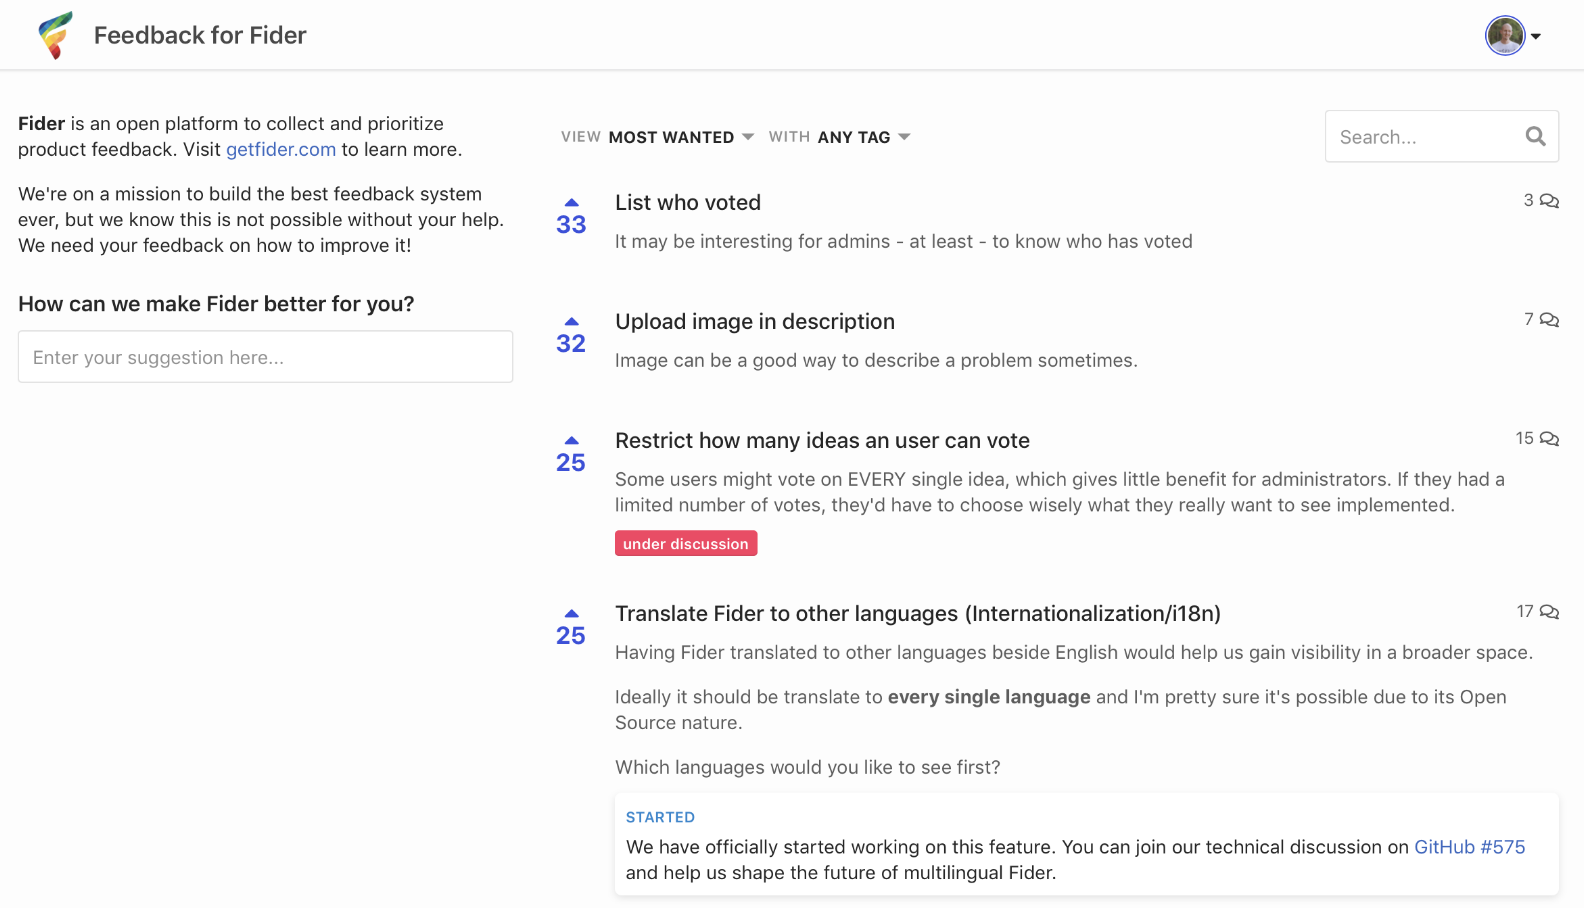 Feedback for Fider
Fider is an open platform to collect and prioritize
product feedback. Visit getfider.com to learn more.
We're on a mission to build the best feedback system
ever, but we know this is not possible without your help.
We need your feedback on how to improve it!
How can we make Fider better for you?
Enter your suggestion here...
VIEW MOST WANTED WITH ANY TAG
Search...
33
List who voted
3
It may be interesting for admins - at least - to know who has voted
32
Upload image in description
7
Image can be a good way to describe a problem sometimes.
25
Restrict how many ideas an user can vote
15
Some users might vote on EVERY single idea, which gives little benefit for administrators. If they had a
limited number of votes, they'd have to choose wisely what they really want to see implemented.
under discussion
25
Translate Fider to other languages (Internationalization/i18n)
17
Having Fider translated to other languages beside English would help us gain visibility in a broader space.
Ideally it should be translate to every single language and I'm pretty sure it's possible due to its Open
Source nature.
Which languages would you like to see first?
STARTED
We have officially started working on this feature. You can join our technical discussion on GitHub #575
and help us shape the future of multilingual Fider.